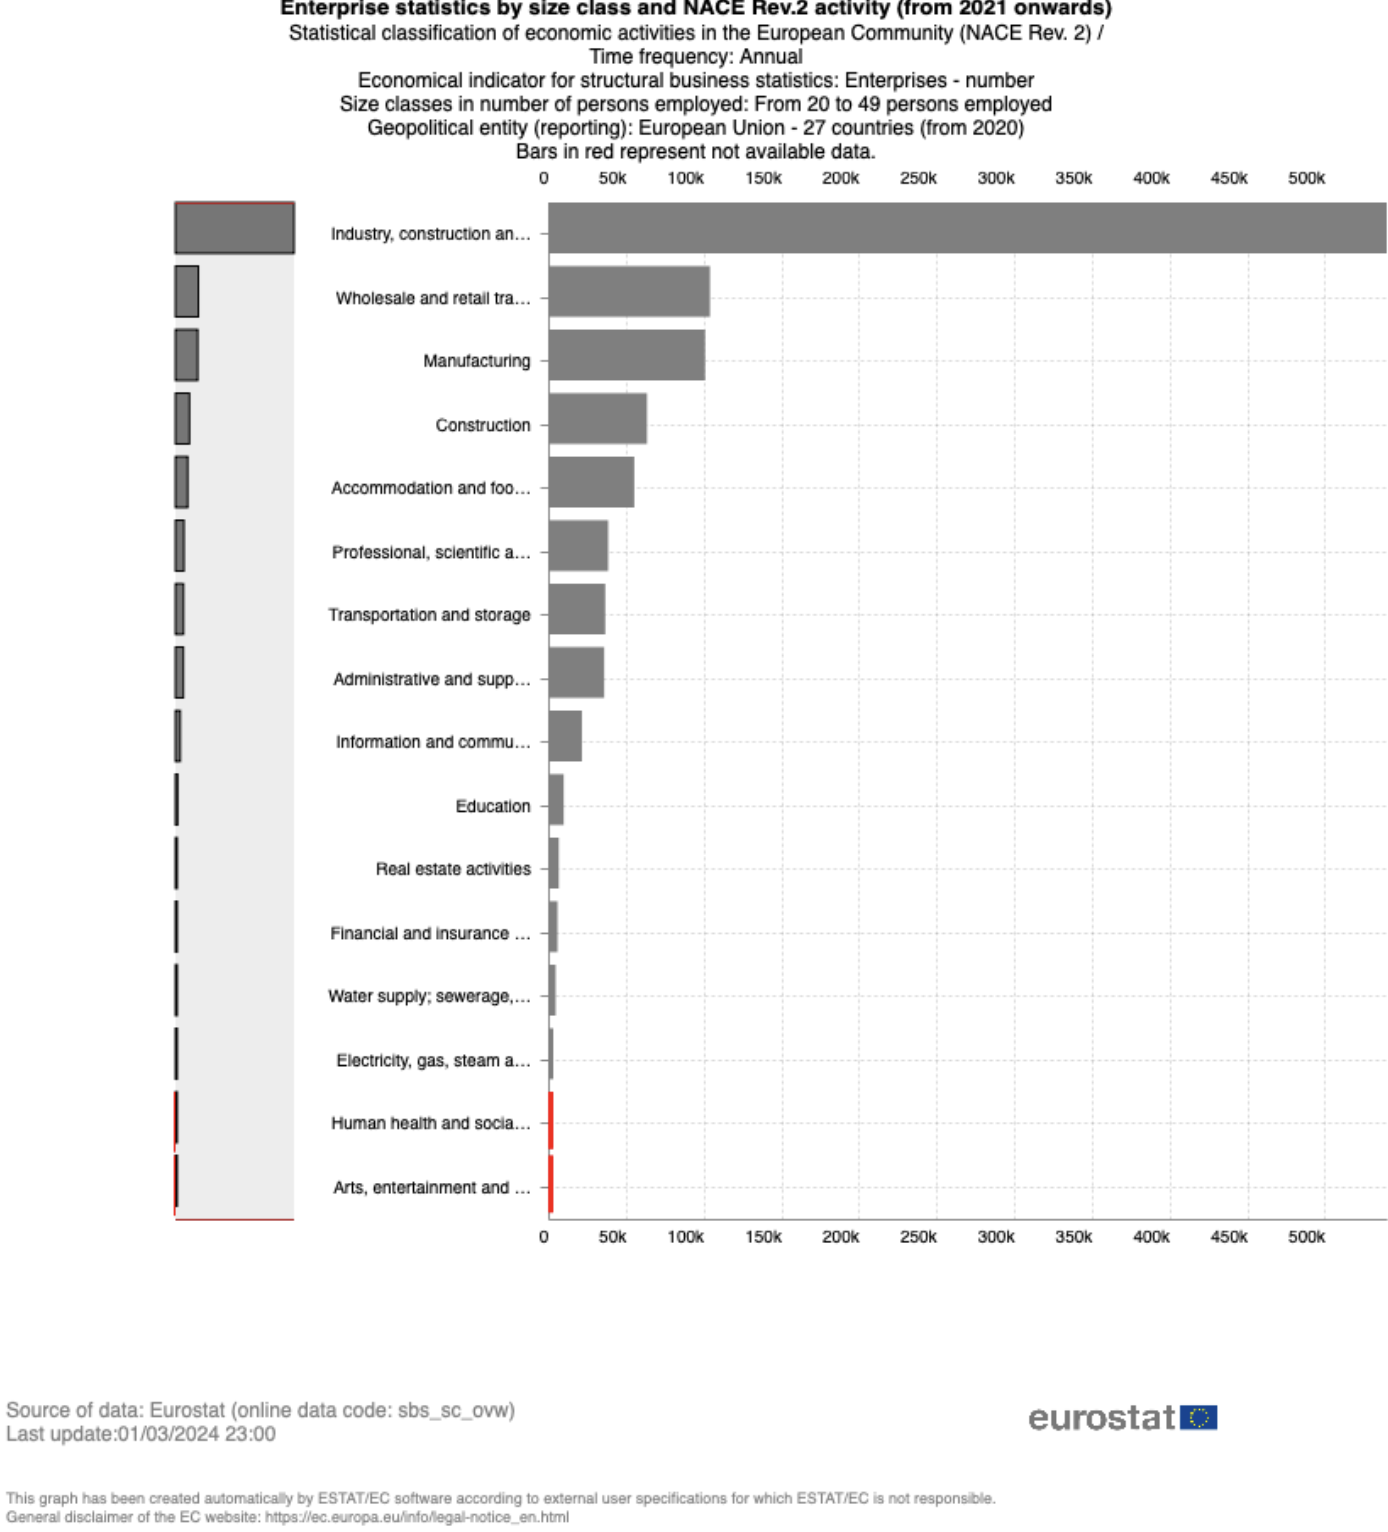 Enterprise statistics by size class and NACE Rev.2 activity (from 2021 onwards)
Statistical classification of economic activities in the European Community (NACE Rev. 2) /
Time frequency: Annual
Economical indicator for structural business statistics: Enterprises - number
Size classes in number of persons employed: From 20 to 49 persons employed
Geopolitical entity (reporting): European Union - 27 countries (from 2020)
Bars in red represent not available data.
0 50k 100k 150k 200k 250k 300k 350k 400k 450k 500k
Industry, construction an…
Wholesale and retail tra…
Manufacturing
Construction
Accommodation and foo…
Professional, scientific a…
Transportation and storage
Administrative and supp…
Information and commu…
Education
Real estate activities
Financial and insurance …
Water supply; sewerage,…
Electricity, gas, steam a…
Human health and socia…
Arts, entertainment and …
0 50k 100k 150k 200k 250k 300k 350k 400k 450k 500k
Source of data: Eurostat (online data code: sbs_sc_ovw)
Last update:01/03/2024 23:00
eurostat
This graph has been created automatically by ESTAT/EC software according to external user specifications for which ESTAT/EC is not responsible.
General disclaimer of the EC website: https://ec.europa.eu/info/legal-notice_en.html